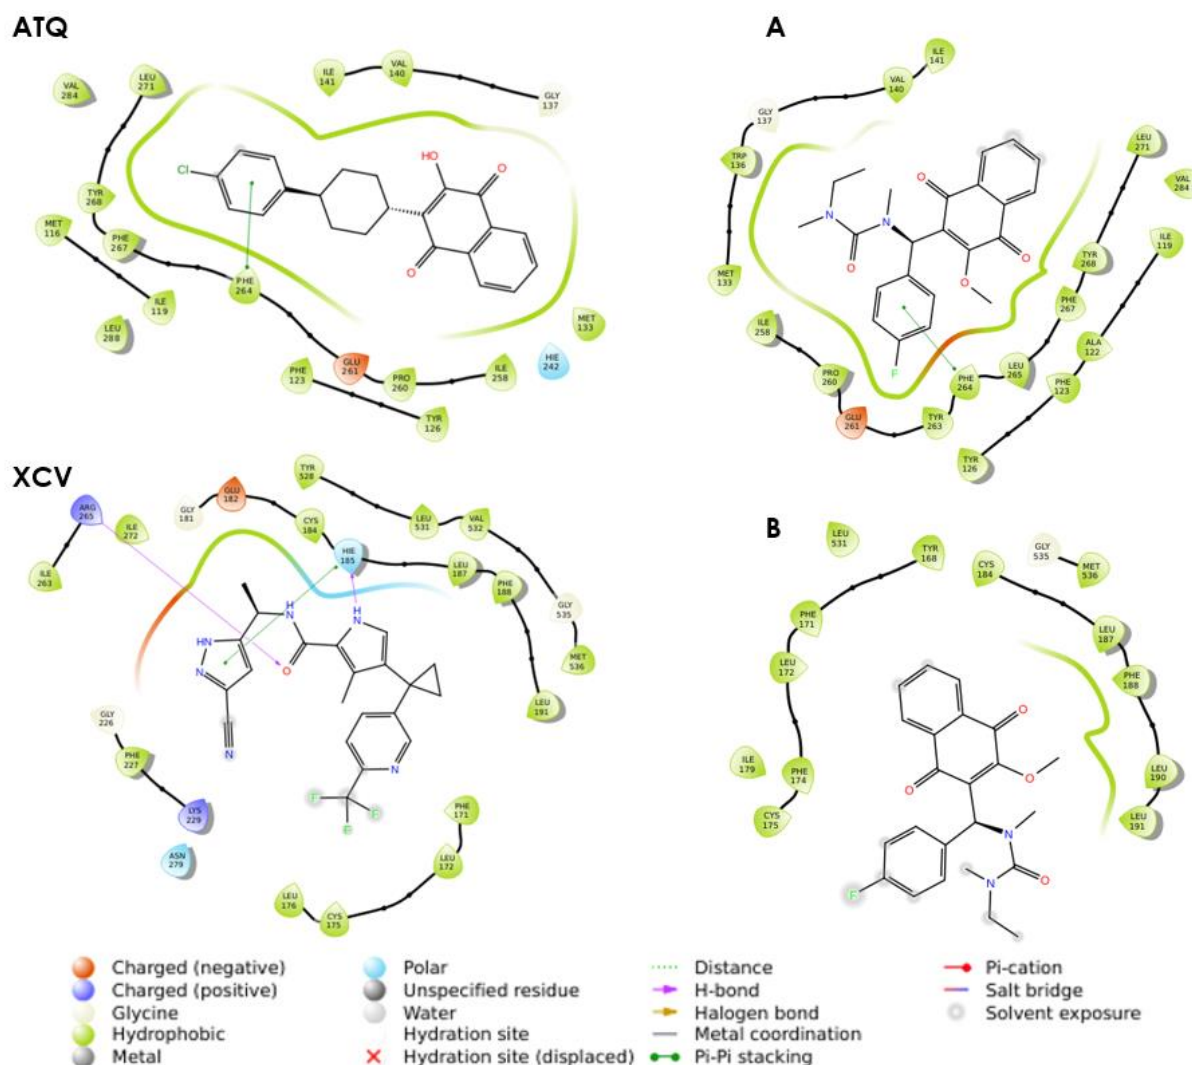 ATQ
VAL 284
LEU 271
ILE 141
VAL 140
GLY 137
Cl
HO
O
O
TYR 268
MET 116
PHE 267
PHE 264
ILE 119
LEU 288
GLU 261
PHE 123
PRO 260
ILE 258
TYR 126
HIE 242
MET 133
A
ILE 141
VAL 140
GLY 137
TRP 136
MET 133
LEU 271
VAL 284
ILE 119
TYR 268
PHE 267
ALA 122
PHE 123
LEU 265
PHE 264
TYR 263
TYR 126
ILE 258
PRO 260
GLU 261
N
N
O
O
O
O
F
XCV
ARG 265
ILE 272
ILE 263
GLY 181
GLU 182
CYS 184
TYR 528
LEU 531
VAL 532
HIE 185
LEU 187
PHE 188
GLY 535
MET 536
LEU 191
GLY 226
PHE 227
LYS 229
ASN 279
LEU 176
CYS 175
LEU 172
PHE 171
HN
N
H
N
O
H
N
N
N
F
F
F
B
LEU 531
TYR 168
PHE 171
LEU 172
ILE 179
PHE 174
CYS 175
CYS 184
GLY 535
MET 536
LEU 187
PHE 188
LEU 190
LEU 191
O
O
O
N
N
O
F
Charged (negative)
Charged (positive)
Glycine
Hydrophobic
Metal
Polar
Unspecified residue
Water
Hydration site
Hydration site (displaced)
Distance
H-bond
Halogen bond
Metal coordination
Pi-Pi stacking
Pi-cation
Salt bridge
Solvent exposure